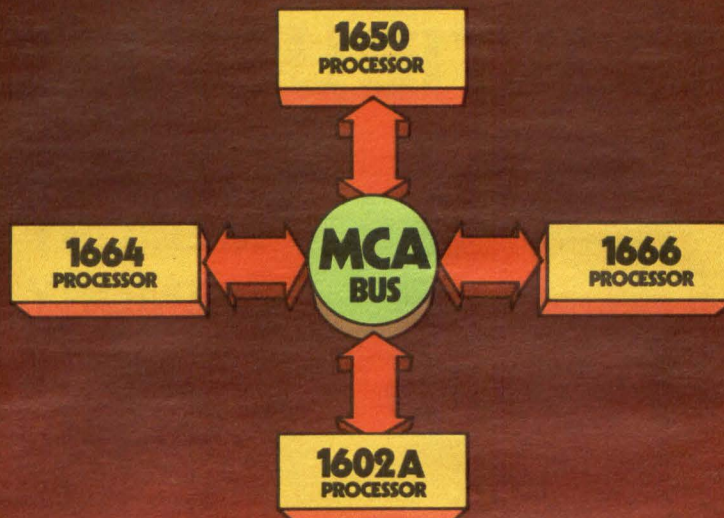 1650
PROCESSOR
1664
PROCESSOR
MCA
BUS
1666
PROCESSOR
1602A
PROCESSOR